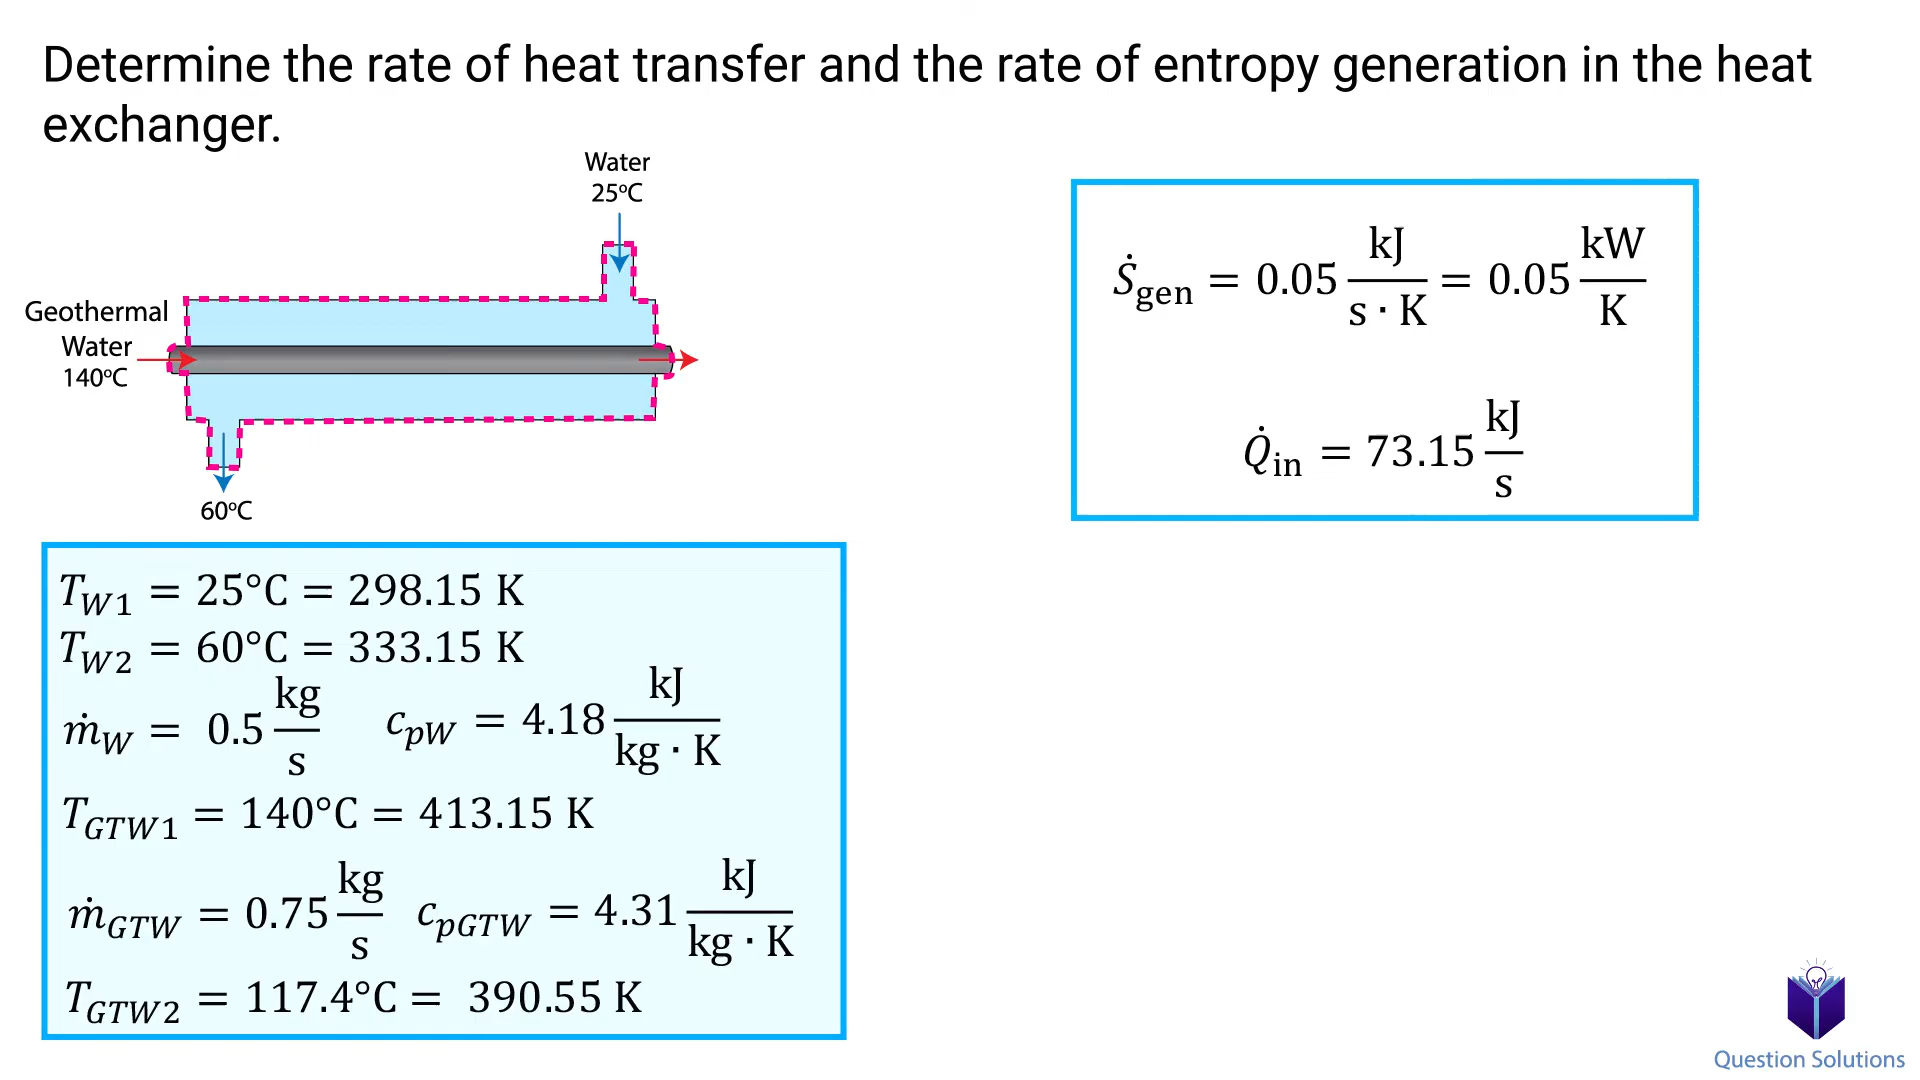 Determine the rate of heat transfer and the rate of entropy generation in the heat
exchanger.
Water
25ºC
Geothermal
Water
140ºC
60ºC
Ṡ_gen = 0.05 kJ/(s · K) = 0.05 kW/K
Q̇_in = 73.15 kJ/s
T_W1 = 25°C = 298.15 K
T_W2 = 60°C = 333.15 K
ṁ_W = 0.5 kg/s   c_pW = 4.18 kJ/(kg · K)
T_GTW1 = 140°C = 413.15 K
ṁ_GTW = 0.75 kg/s   c_pGTW = 4.31 kJ/(kg · K)
T_GTW2 = 117.4°C = 390.55 K
Question Solutions